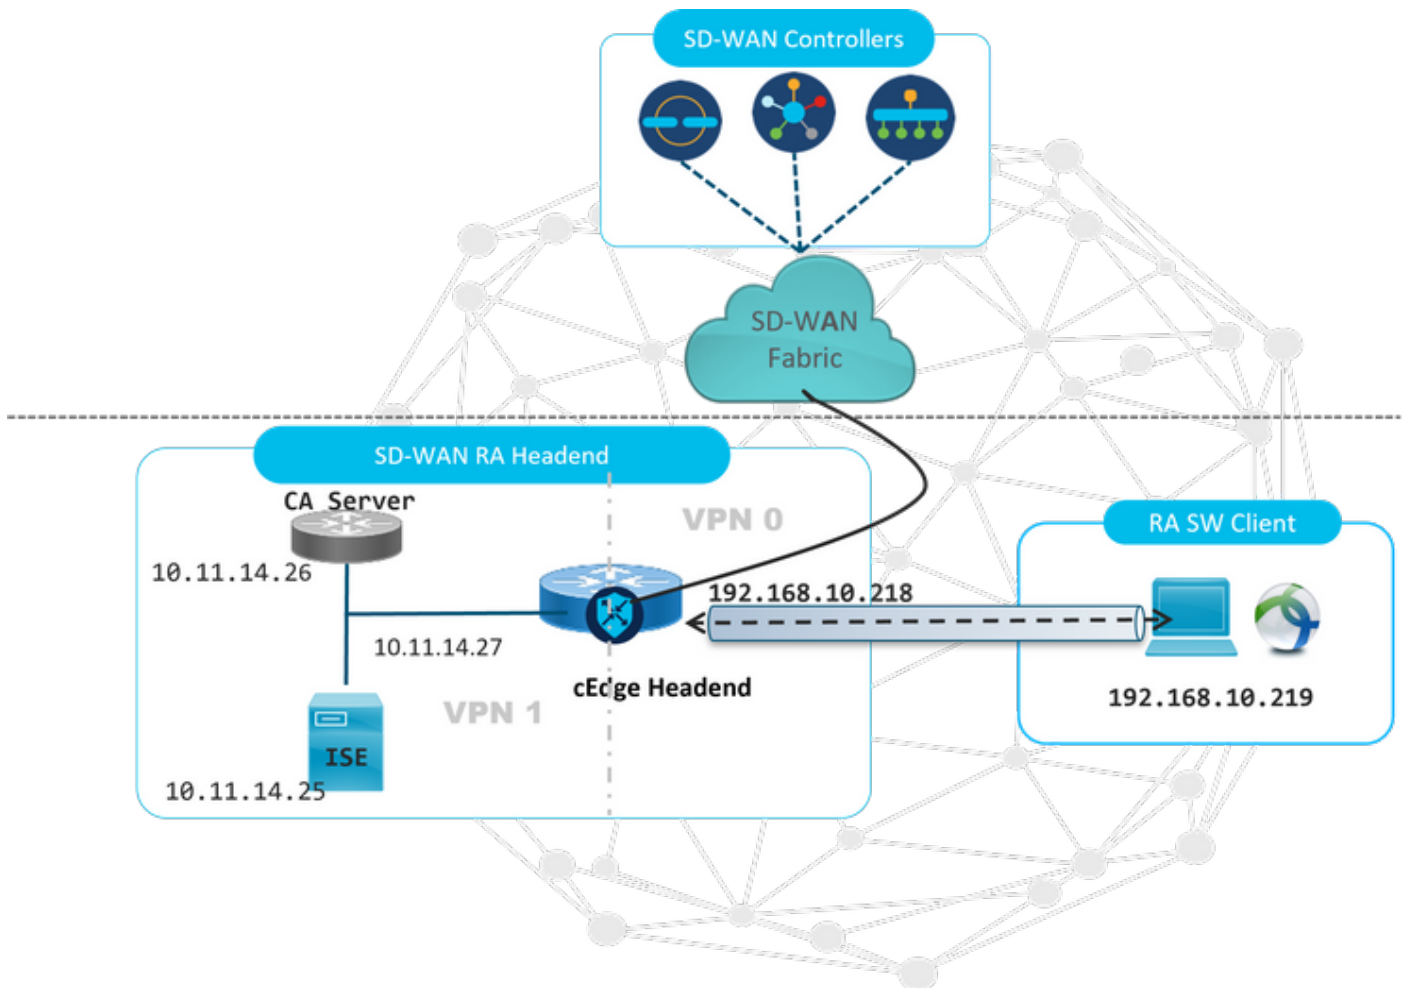 SD-WAN Controllers
SD-WAN
Fabric
SD-WAN RA Headend
CA Server
VPN 0
RA SW Client
10.11.14.26
192.168.10.218
10.11.14.27
cEdge Headend
192.168.10.219
VPN 1
ISE
10.11.14.25